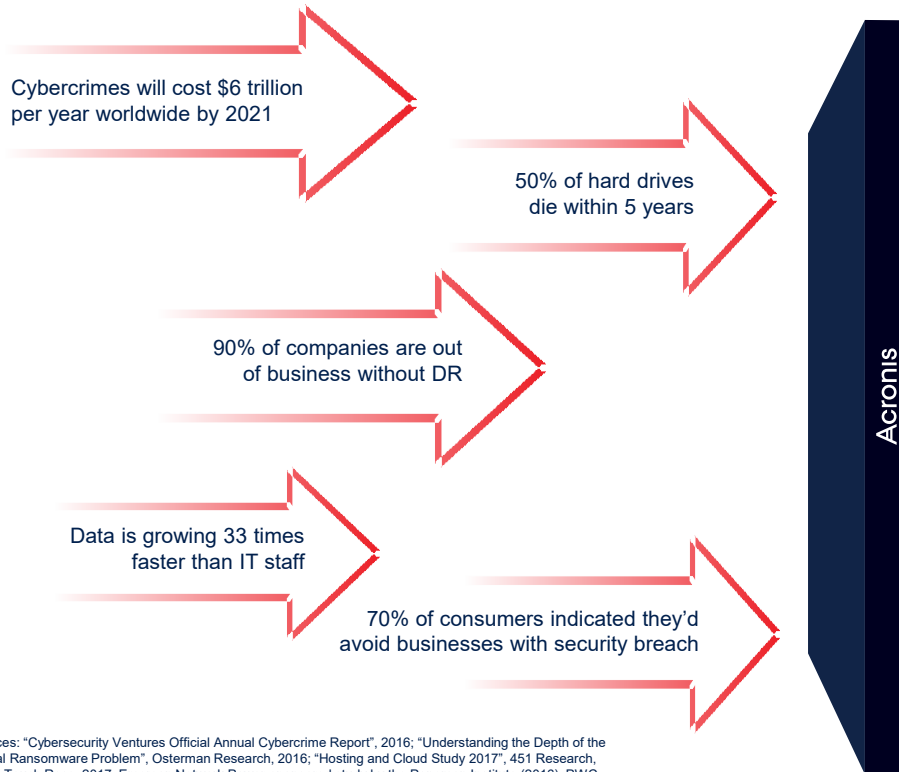 Cybercrimes will cost $6 trillion
per year worldwide by 2021
50% of hard drives
die within 5 years
90% of companies are out
of business without DR
Acronis
Data is growing 33 times
faster than IT staff
70% of consumers indicated they’d
avoid businesses with security breach
ces: “Cybersecurity Ventures Official Annual Cybercrime Report”, 2016; “Understanding the Depth of the
al Ransomware Problem”, Osterman Research, 2016; “Hosting and Cloud Study 2017”, 451 Research,